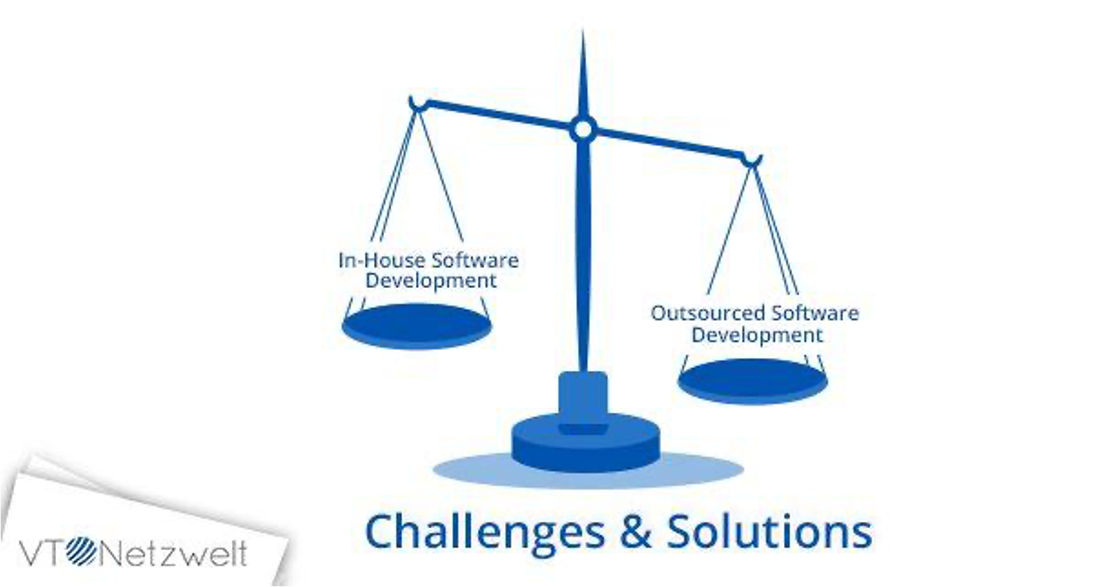 In-House Software
Development
Outsourced Software
Development
Challenges & Solutions
VTNetzwelt